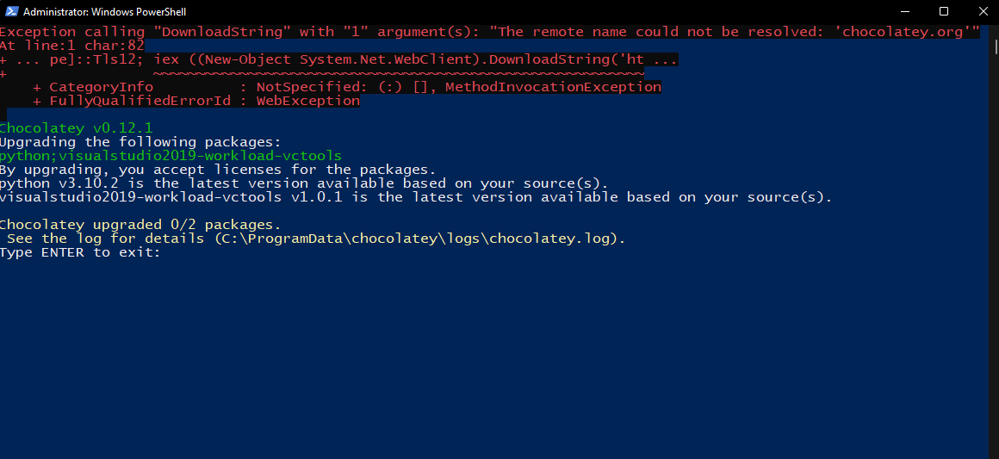 Administrator: Windows PowerShell
Exception calling "DownloadString" with "1" argument(s): "The remote name could not be resolved: 'chocolatey.org'"
At line:1 char:82
+ ... pe]::Tls12; iex ((New-Object System.Net.WebClient).DownloadString('ht ...
+                 ~~~~~~~~~~~~~~~~~~~~~~~~~~~~~~~~~~~~~~~~~~~~~~~~~~~~~~~~~
    + CategoryInfo          : NotSpecified: (:) [], MethodInvocationException
    + FullyQualifiedErrorId : WebException
Chocolatey v0.12.1
Upgrading the following packages:
python;visualstudio2019-workload-vctools
By upgrading, you accept licenses for the packages.
python v3.10.2 is the latest version available based on your source(s).
visualstudio2019-workload-vctools v1.0.1 is the latest version available based on your source(s).
Chocolatey upgraded 0/2 packages.
 See the log for details (C:\ProgramData\chocolatey\logs\chocolatey.log).
Type ENTER to exit: